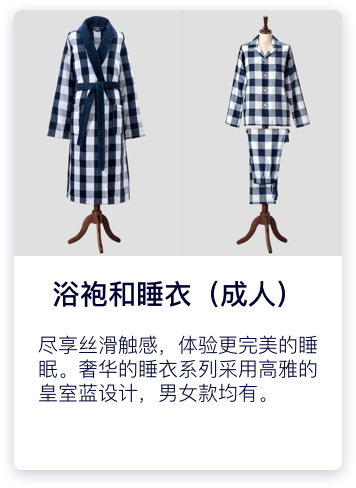 浴袍和睡衣（成人）
尽享丝滑触感，体验更完美的睡
眠。奢华的睡衣系列采用高雅的
皇室蓝设计，男女款均有。